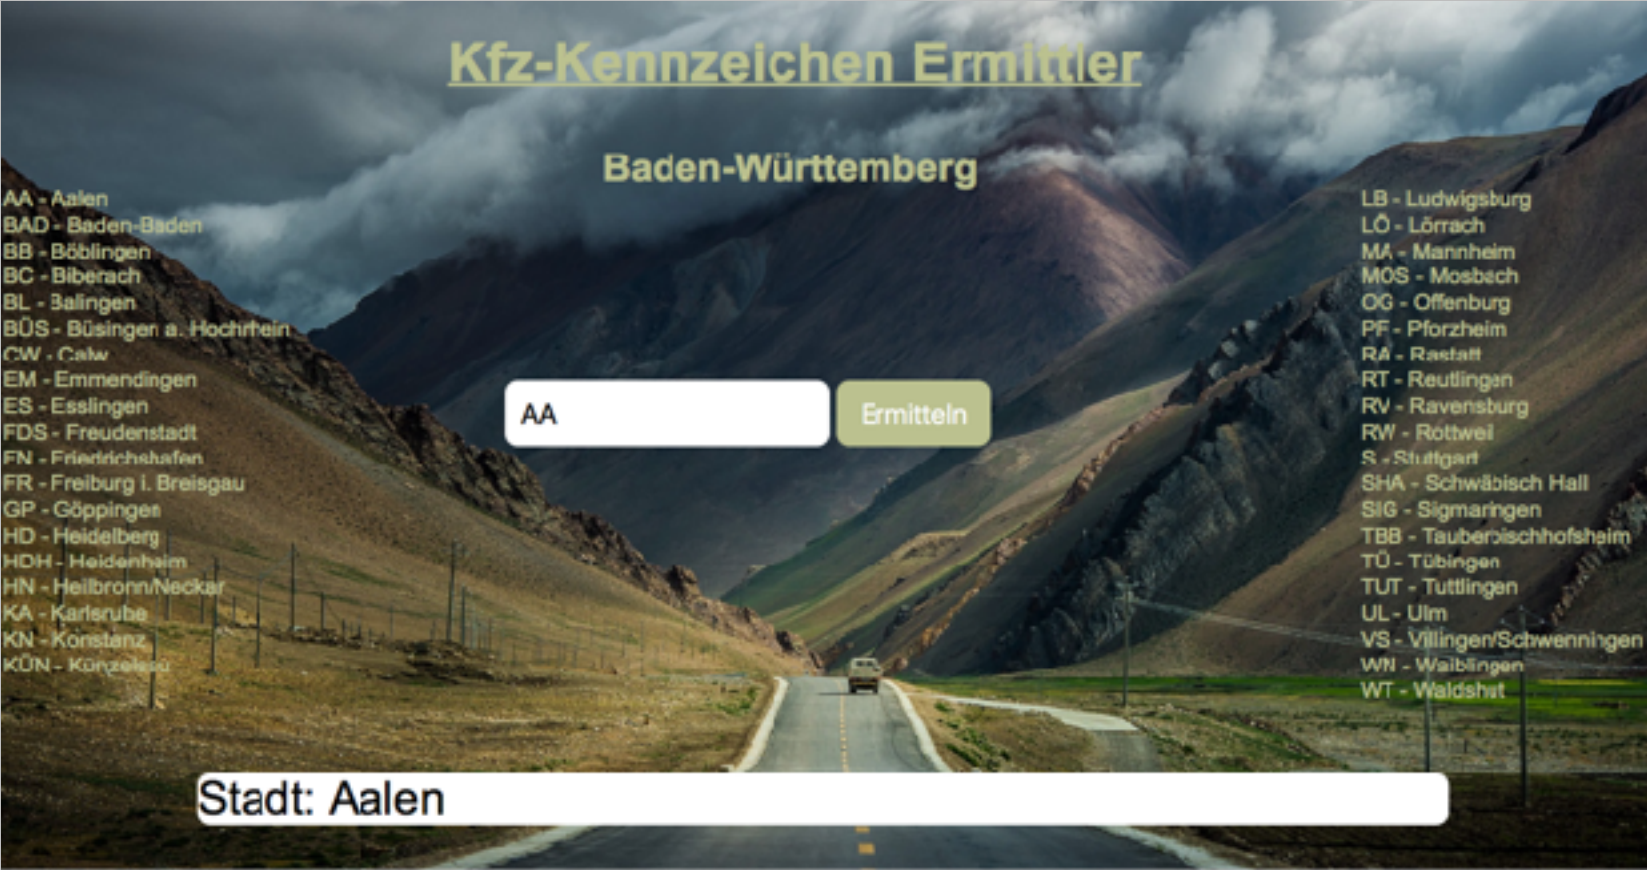 Kfz-Kennzeichen Ermittler
Baden-Württemberg
AA - Aalen
BAD - Baden-Baden
BB - Böblingen
BC - Biberach
BL - Balingen
BÜS - Büsingen a. Hochrhein
CW - Calw
EM - Emmendingen
ES - Esslingen
FDS - Freudenstadt
FN - Friedrichshafen
FR - Freiburg i. Breisgau
GP - Göppingen
HD - Heidelberg
HDH - Heidenheim
HN - Heilbronn/Neckar
KA - Karlsruhe
KN - Konstanz
KÜN - Künzelsau
LB - Ludwigsburg
LÖ - Lörrach
MA - Mannheim
MOS - Mosbach
OG - Offenburg
PF - Pforzheim
RA - Rastatt
RT - Reutlingen
RV - Ravensburg
RW - Rottweil
S - Stuttgart
SHA - Schwäbisch Hall
SIG - Sigmaringen
TBB - Tauberbischhofsheim
TÜ - Tübingen
TUT - Tuttlingen
UL - Ulm
VS - Villingen/Schwenningen
WN - Waiblingen
WT - Waldshut
AA
Ermitteln
Stadt: Aalen